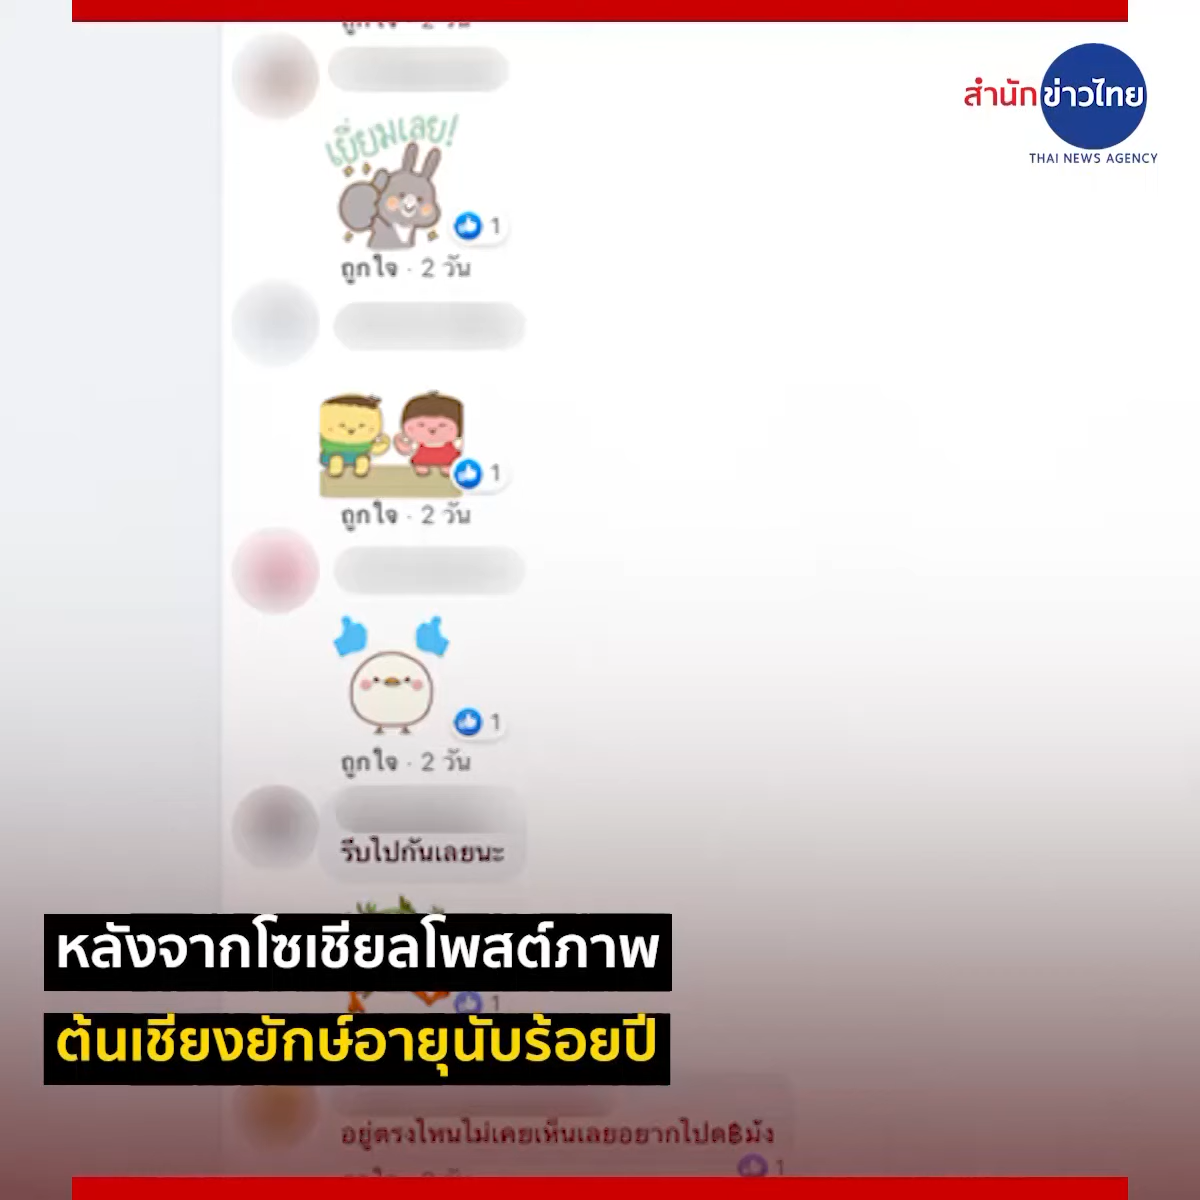 สำนักข่าวไทย
THAI NEWS AGENCY
เยี่ยมเลย!
1
ถูกใจ · 2 วัน
1
ถูกใจ · 2 วัน
1
ถูกใจ · 2 วัน
รีบไปกันเลยนะ
หลังจากโซเชียลโพสต์ภาพ
1
ต้นเชียงยักษ์อายุนับร้อยปี
อยู่ตรงไหนไม่เคยเห็นเลยอยากไปด฿มั้ง
1